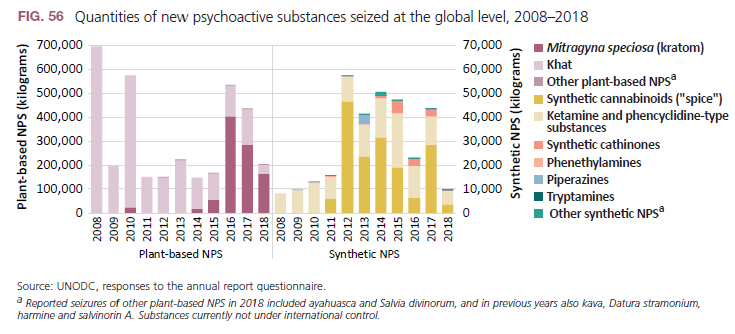 FIG. 56 Quantities of new psychoactive substances seized at the global level, 2008–2018
Plant-based NPS (kilograms)
700,000
600,000
500,000
400,000
300,000
200,000
100,000
0
2008
2009
2010
2011
2012
2013
2014
2015
2016
2017
2018
Plant-based NPS
2008
2009
2010
2011
2012
2013
2014
2015
2016
2017
2018
Synthetic NPS
70,000
60,000
50,000
40,000
30,000
20,000
10,000
0
Synthetic NPS (kilograms)
Mitragyna speciosa (kratom)
Khat
Other plant-based NPSa
Synthetic cannabinoids ("spice")
Ketamine and phencyclidine-type
substances
Synthetic cathinones
Phenethylamines
Piperazines
Tryptamines
Other synthetic NPSa
Source: UNODC, responses to the annual report questionnaire.
a Reported seizures of other plant-based NPS in 2018 included ayahuasca and Salvia divinorum, and in previous years also kava, Datura stramonium,
harmine and salvinorin A. Substances currently not under international control.